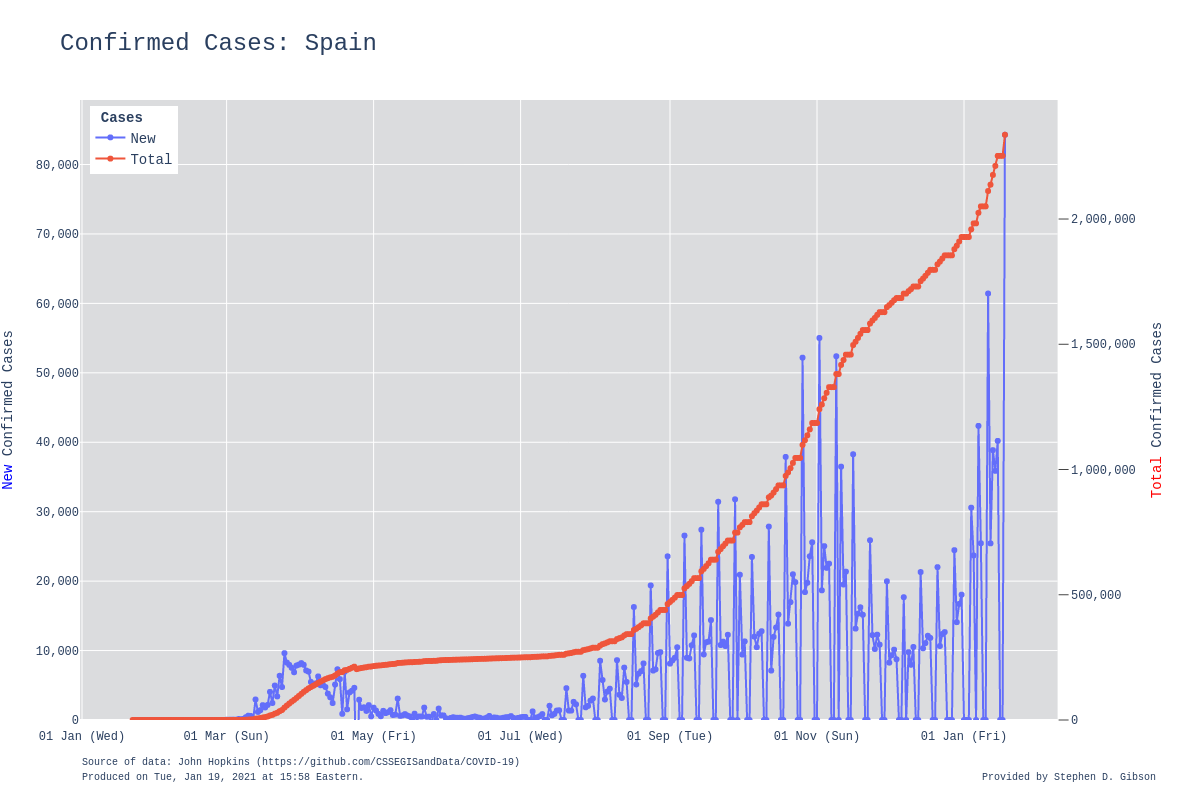 Confirmed Cases: Spain
Cases
New
Total
80,000
70,000
60,000
50,000
40,000
30,000
20,000
10,000
0
New Confirmed Cases
2,000,000
1,500,000
1,000,000
500,000
0
Total Confirmed Cases
01 Jan (Wed)
01 Mar (Sun)
01 May (Fri)
01 Jul (Wed)
01 Sep (Tue)
01 Nov (Sun)
01 Jan (Fri)
Source of data: John Hopkins (https://github.com/CSSEGISandData/COVID-19)
Produced on Tue, Jan 19, 2021 at 15:58 Eastern.
Provided by Stephen D. Gibson